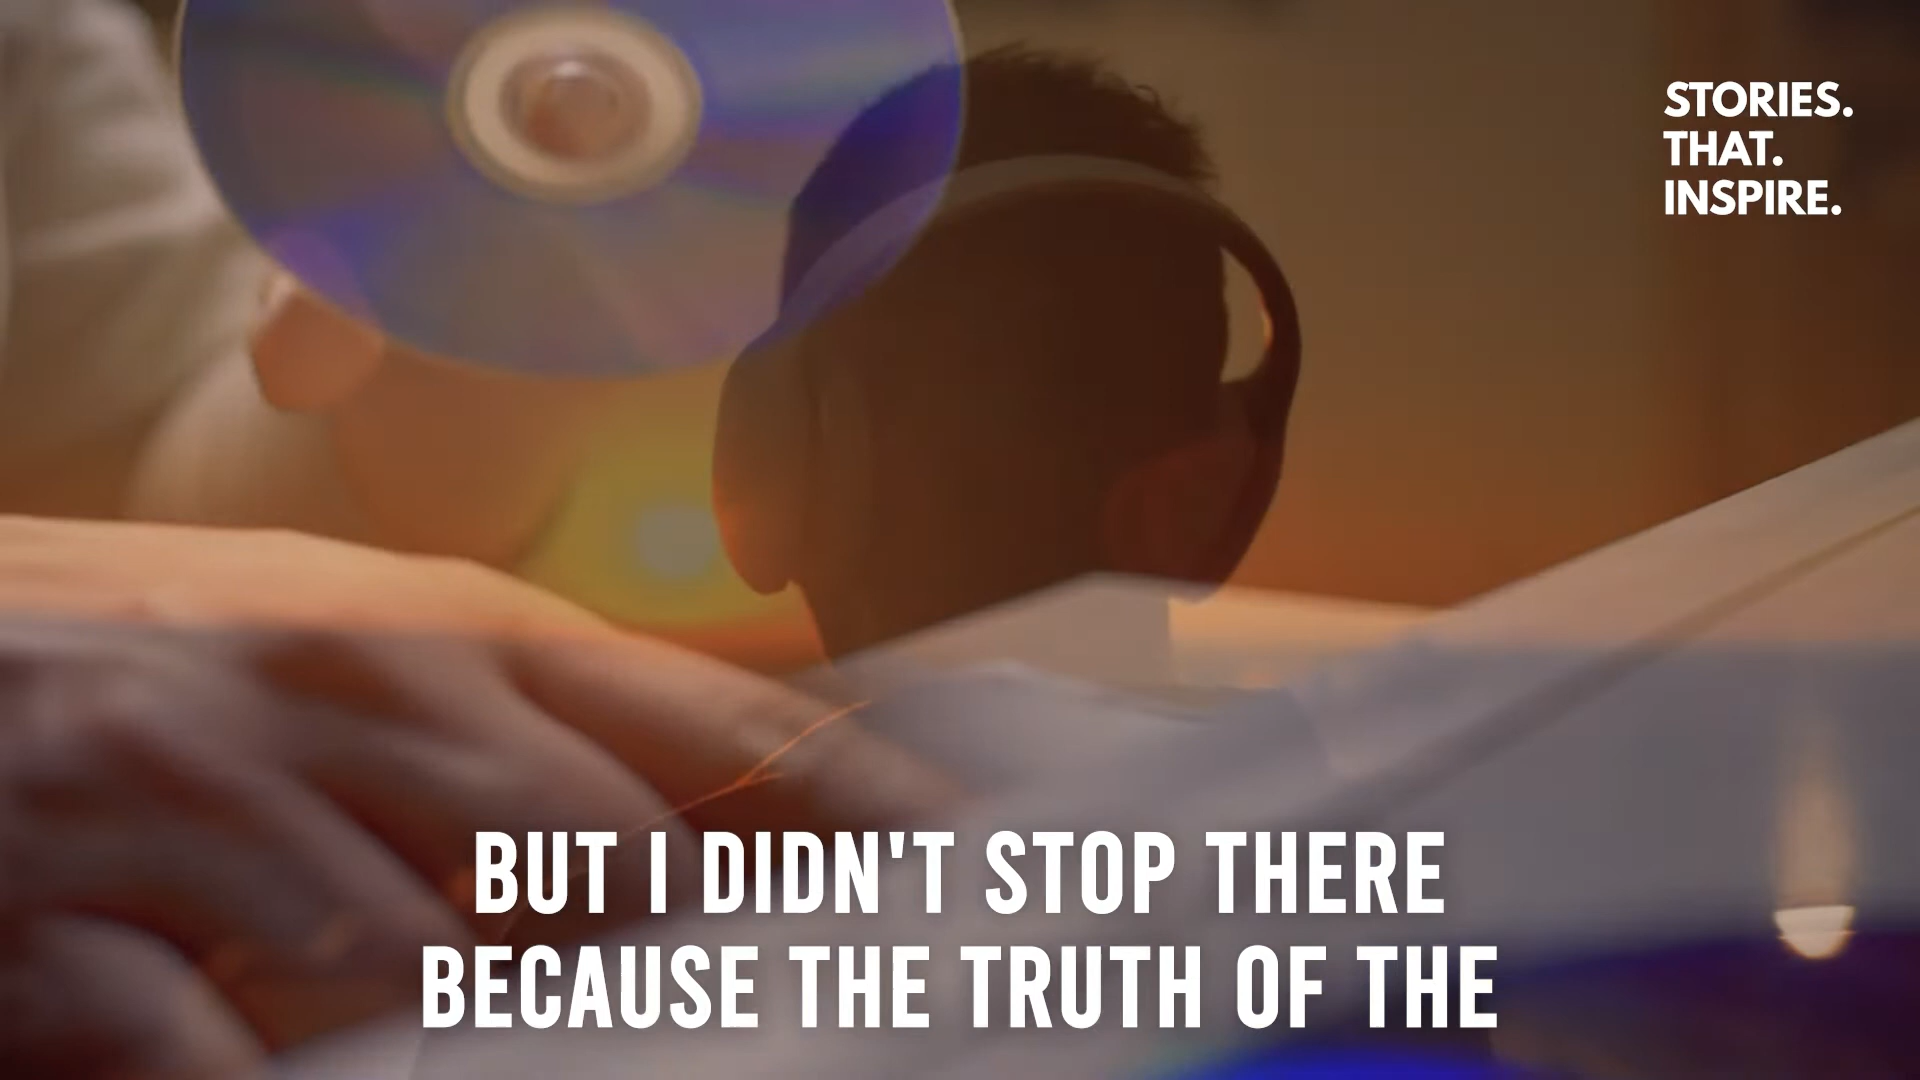 STORIES.
THAT.
INSPIRE.
BUT I DIDN'T STOP THERE
BECAUSE THE TRUTH OF THE